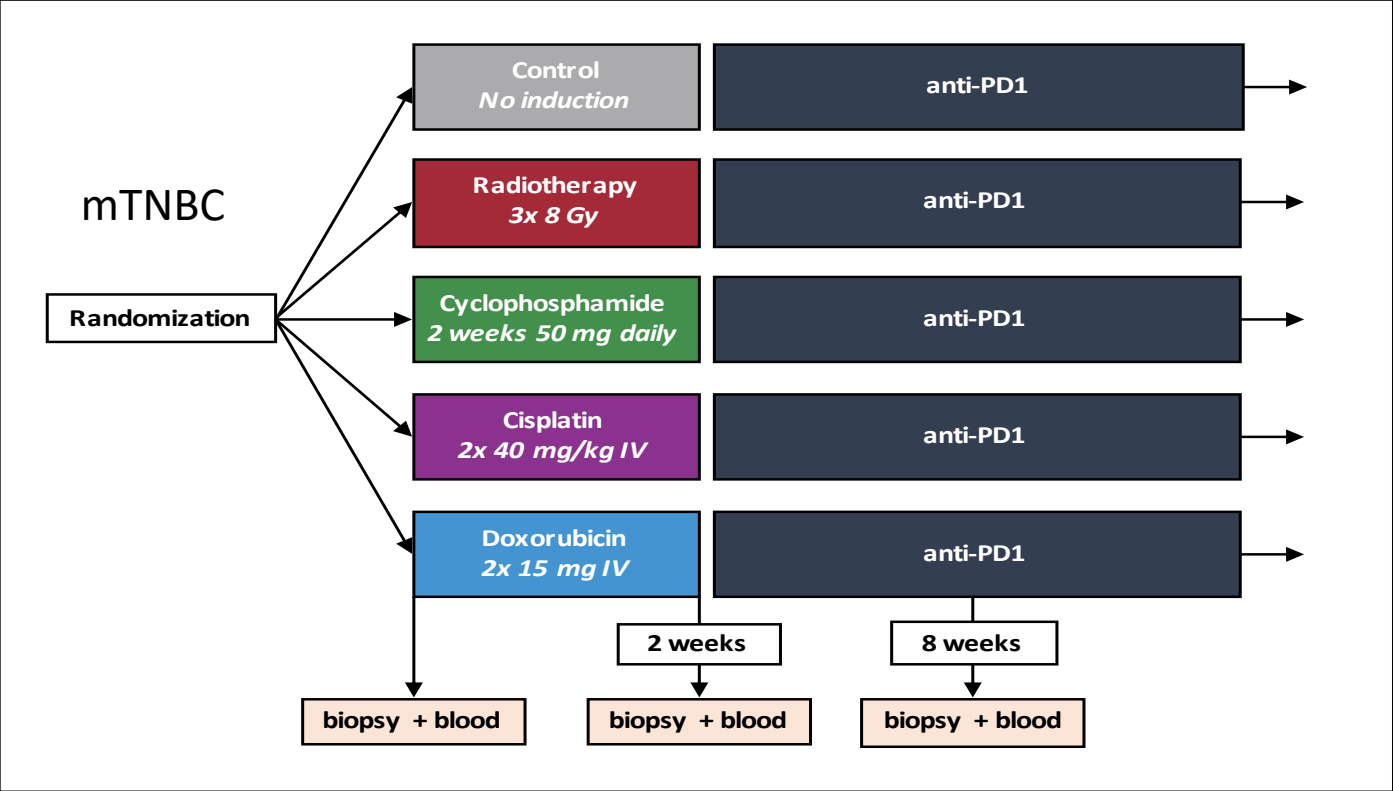 mTNBC
Randomization
Control
No induction
anti-PD1
Radiotherapy
3x 8 Gy
anti-PD1
Cyclophosphamide
2 weeks 50 mg daily
anti-PD1
Cisplatin
2x 40 mg/kg IV
anti-PD1
Doxorubicin
2x 15 mg IV
anti-PD1
2 weeks
8 weeks
biopsy + blood
biopsy + blood
biopsy + blood